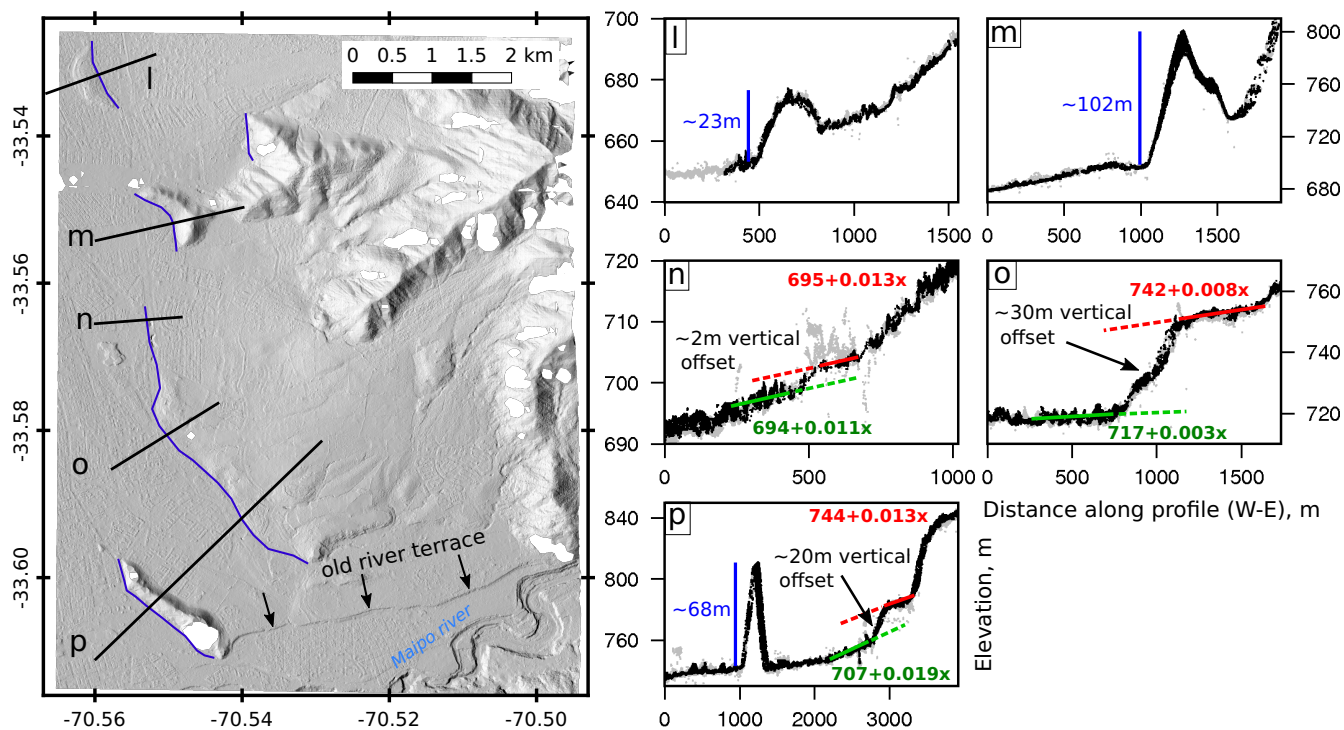 0 0.5 1 1.5 2 km
l
m
n
o
p
old river terrace
Maipo river
-33.54
-33.56
-33.58
-33.60
-70.56 -70.54 -70.52 -70.50
l
700
680
660
640
~23m
0 500 1000 1500
m
800
760
720
680
~102m
0 500 1000 1500
n
720
710
700
690
695+0.013x
~2m vertical
offset
694+0.011x
0 500 1000
o
760
720
742+0.008x
~30m vertical
offset
717+0.003x
0 500 1000 1500
Distance along profile (W-E), m
Elevation, m
p
840
800
760
744+0.013x
~20m vertical
offset
~68m
707+0.019x
0 1000 2000 3000